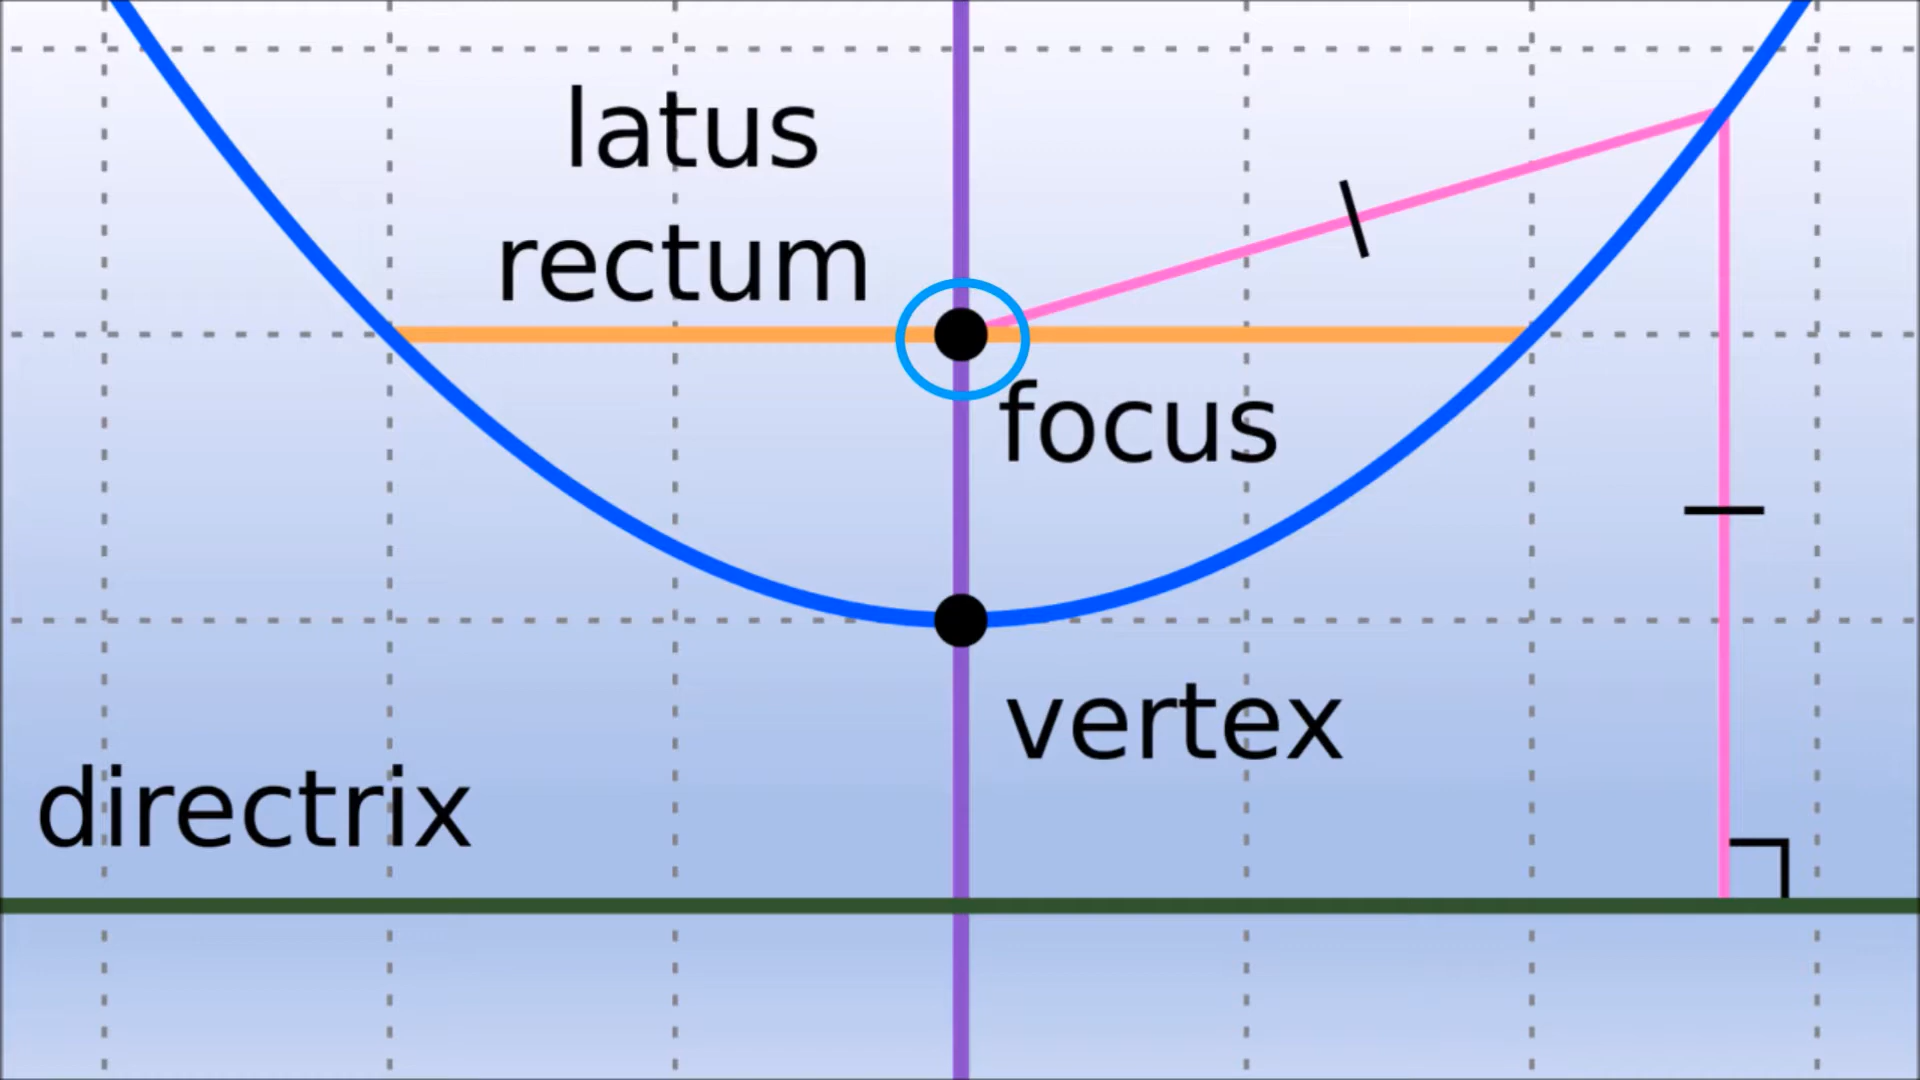 latus
rectum
focus
vertex
directrix